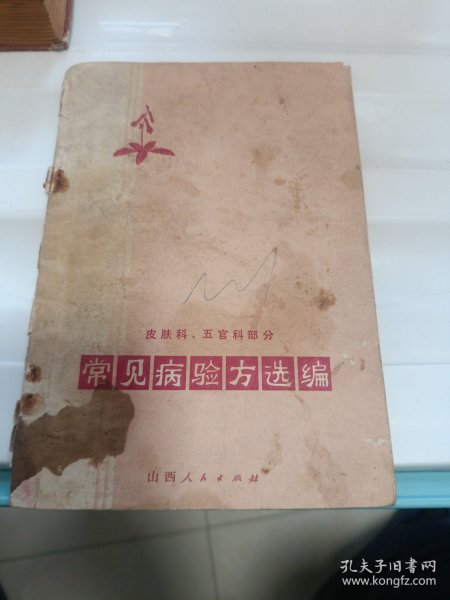 皮肤科、五官科部分
常见病验方选编
山西人民出版社
孔夫子旧书网
www.kongfz.com